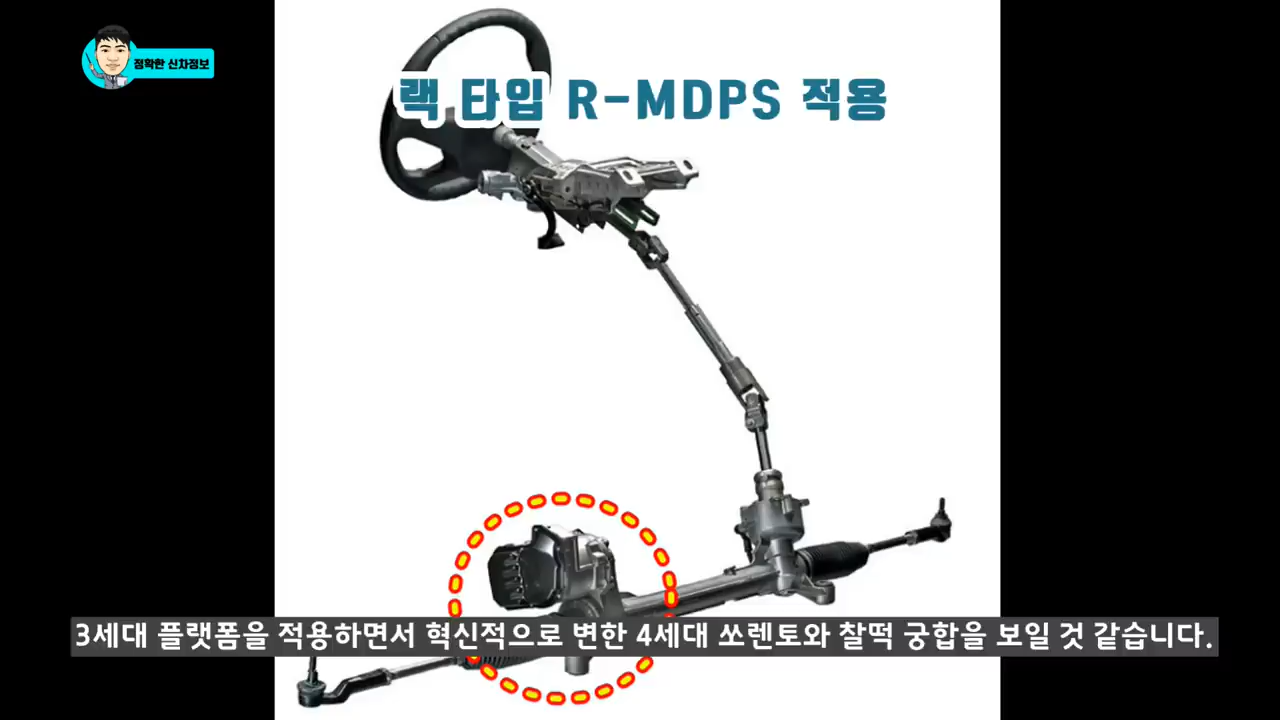 정확한 신차정보
랙 타입 R-MDPS 적용
3세대 플랫폼을 적용하면서 혁신적으로 변한 4세대 쏘렌토와 찰떡 궁합을 보일 것 같습니다.